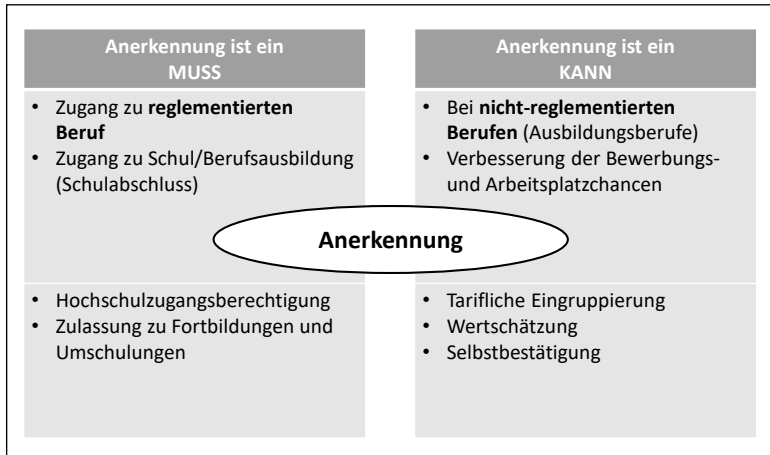 Anerkennung ist ein
MUSS
• Zugang zu reglementierten
Beruf
• Zugang zu Schul/Berufsausbildung
(Schulabschluss)
Anerkennung ist ein
KANN
• Bei nicht-reglementierten
Berufen (Ausbildungsberufe)
• Verbesserung der Bewerbungs-
und Arbeitsplatzchancen
Anerkennung
• Hochschulzugangsberechtigung
• Zulassung zu Fortbildungen und
Umschulungen
• Tarifliche Eingruppierung
• Wertschätzung
• Selbstbestätigung